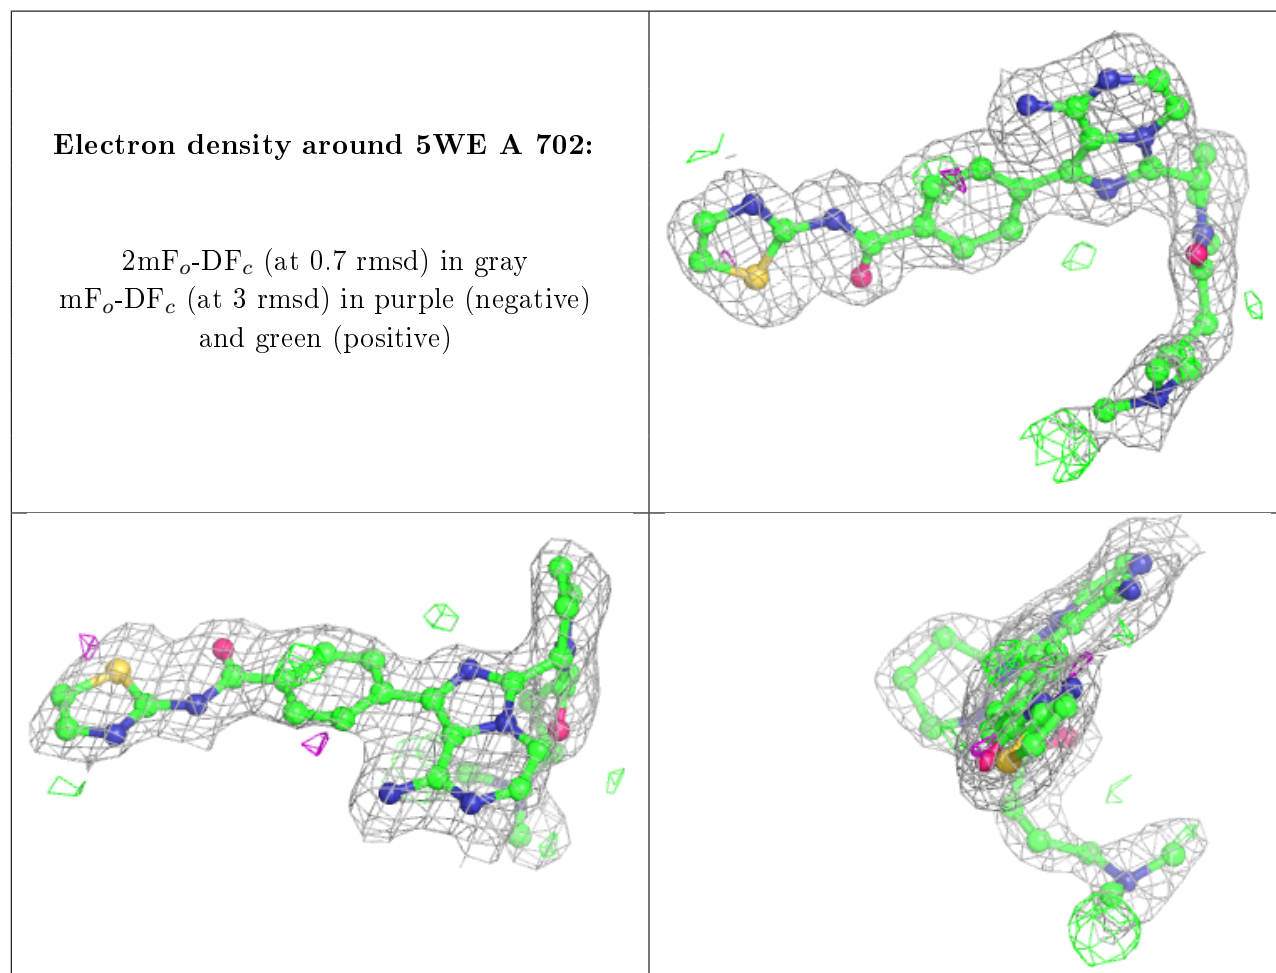 Electron density around 5WE A 702:
2mFo-DFc (at 0.7 rmsd) in gray
mFo-DFc (at 3 rmsd) in purple (negative)
and green (positive)